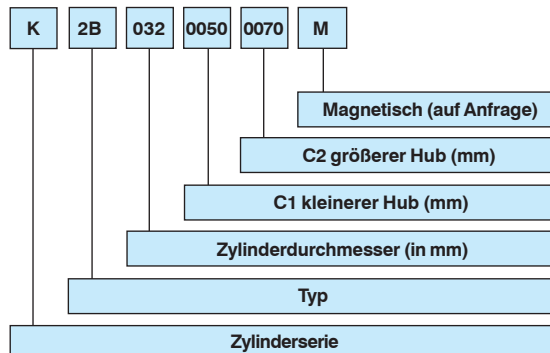 K 2B 032 0050 0070 M
Magnetisch (auf Anfrage)
C2 größerer Hub (mm)
C1 kleinerer Hub (mm)
Zylinderdurchmesser (in mm)
Typ
Zylinderserie